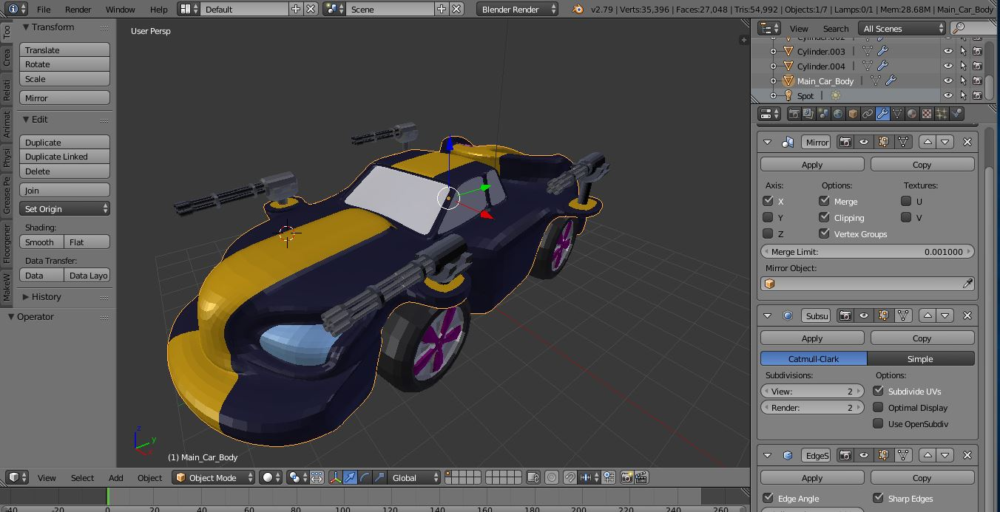 File Render Window Help Default Scene Blender Render v2.79 | Verts:35,396 | Faces:27,048 | Tris:54,992 | Objects:1/7 | Lamps:0/1 | Mem:28.68M | Main_Car_Body
Too
Crea
Relati
Animat
Physi
Grease Pe
Floorgener
MakeW
Transform
Translate
Rotate
Scale
Mirror
Edit
Duplicate
Duplicate Linked
Delete
Join
Set Origin
Shading:
Smooth Flat
Data Transfer:
Data Data Layo
History
Operator
User Persp
z
y
x
(1) Main_Car_Body
View Search All Scenes
Cylinder.002
Cylinder.003
Cylinder.004
Main_Car_Body
Spot
Mirror
Apply Copy
Axis: Options: Textures:
X Merge U
Y Clipping V
Z Vertex Groups
Merge Limit: 0.001000
Mirror Object:
Subsu
Apply Copy
Catmull-Clark Simple
Subdivisions: Options:
View: 2 Subdivide UVs
Render: 2 Optimal Display
Use OpenSubdiv
EdgeS
Apply Copy
Edge Angle Sharp Edges
View Select Add Object Object Mode Global
-40 -20 0 20 40 60 80 100 120 140 160 180 200 220 240 260